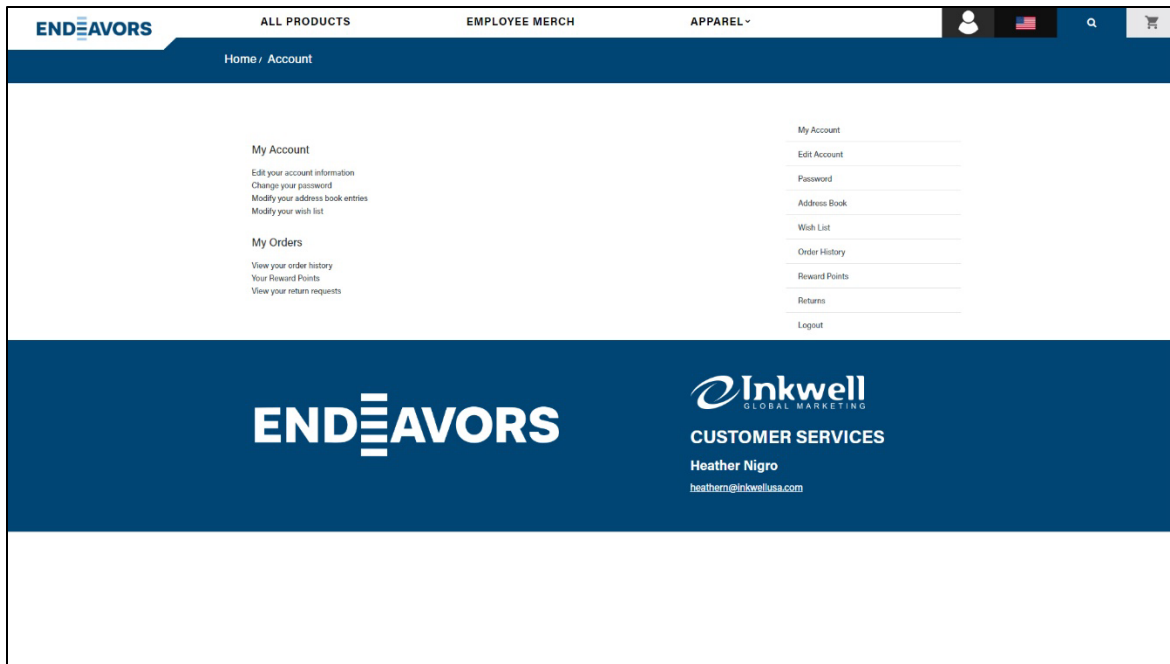 ENDEAVORS
ALL PRODUCTS
EMPLOYEE MERCH
APPAREL
Home / Account
My Account
Edit your account information
Change your password
Modify your address book entries
Modify your wish list
My Orders
View your order history
Your Reward Points
View your return requests
My Account
Edit Account
Password
Address Book
Wish List
Order History
Reward Points
Returns
Logout
ENDEAVORS
Inkwell
GLOBAL MARKETING
CUSTOMER SERVICES
Heather Nigro
heathern@inkwellusa.com